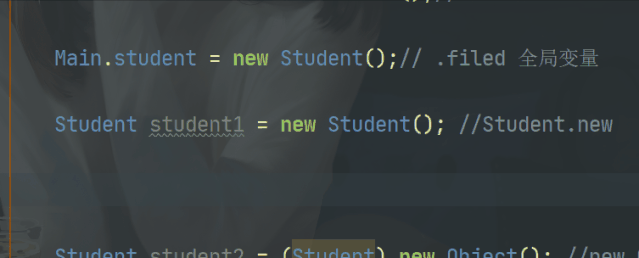 Main.student = new Student();// .filed 全局变量
Student student1 = new Student(); //Student.new
Student student2 = (Student) new Object(); //new